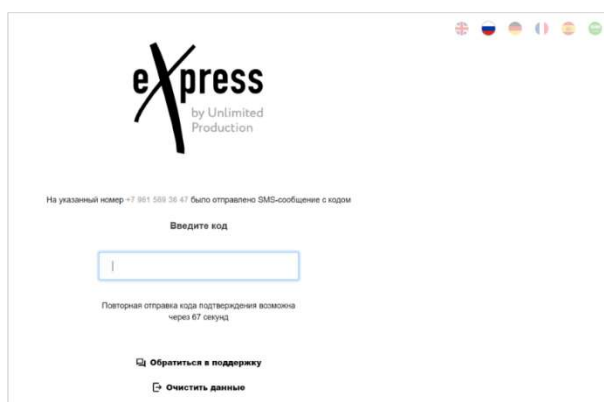 eXpress
by Unlimited
Production
На указанный номер +7 981 569 36 47 было отправлено SMS-сообщение с кодом
Введите код
Повторная отправка кода подтверждения возможна
через 67 секунд
Обратиться в поддержку
Очистить данные